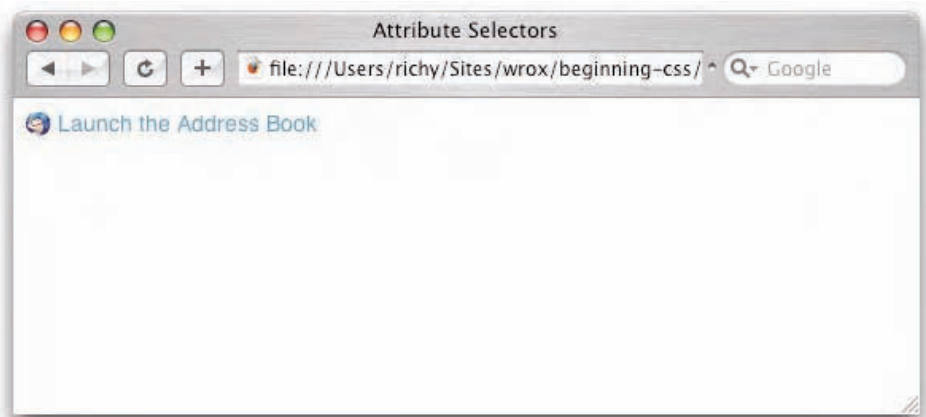 Attribute Selectors
file:///Users/richy/Sites/wrox/beginning-css/
Google
Launch the Address Book